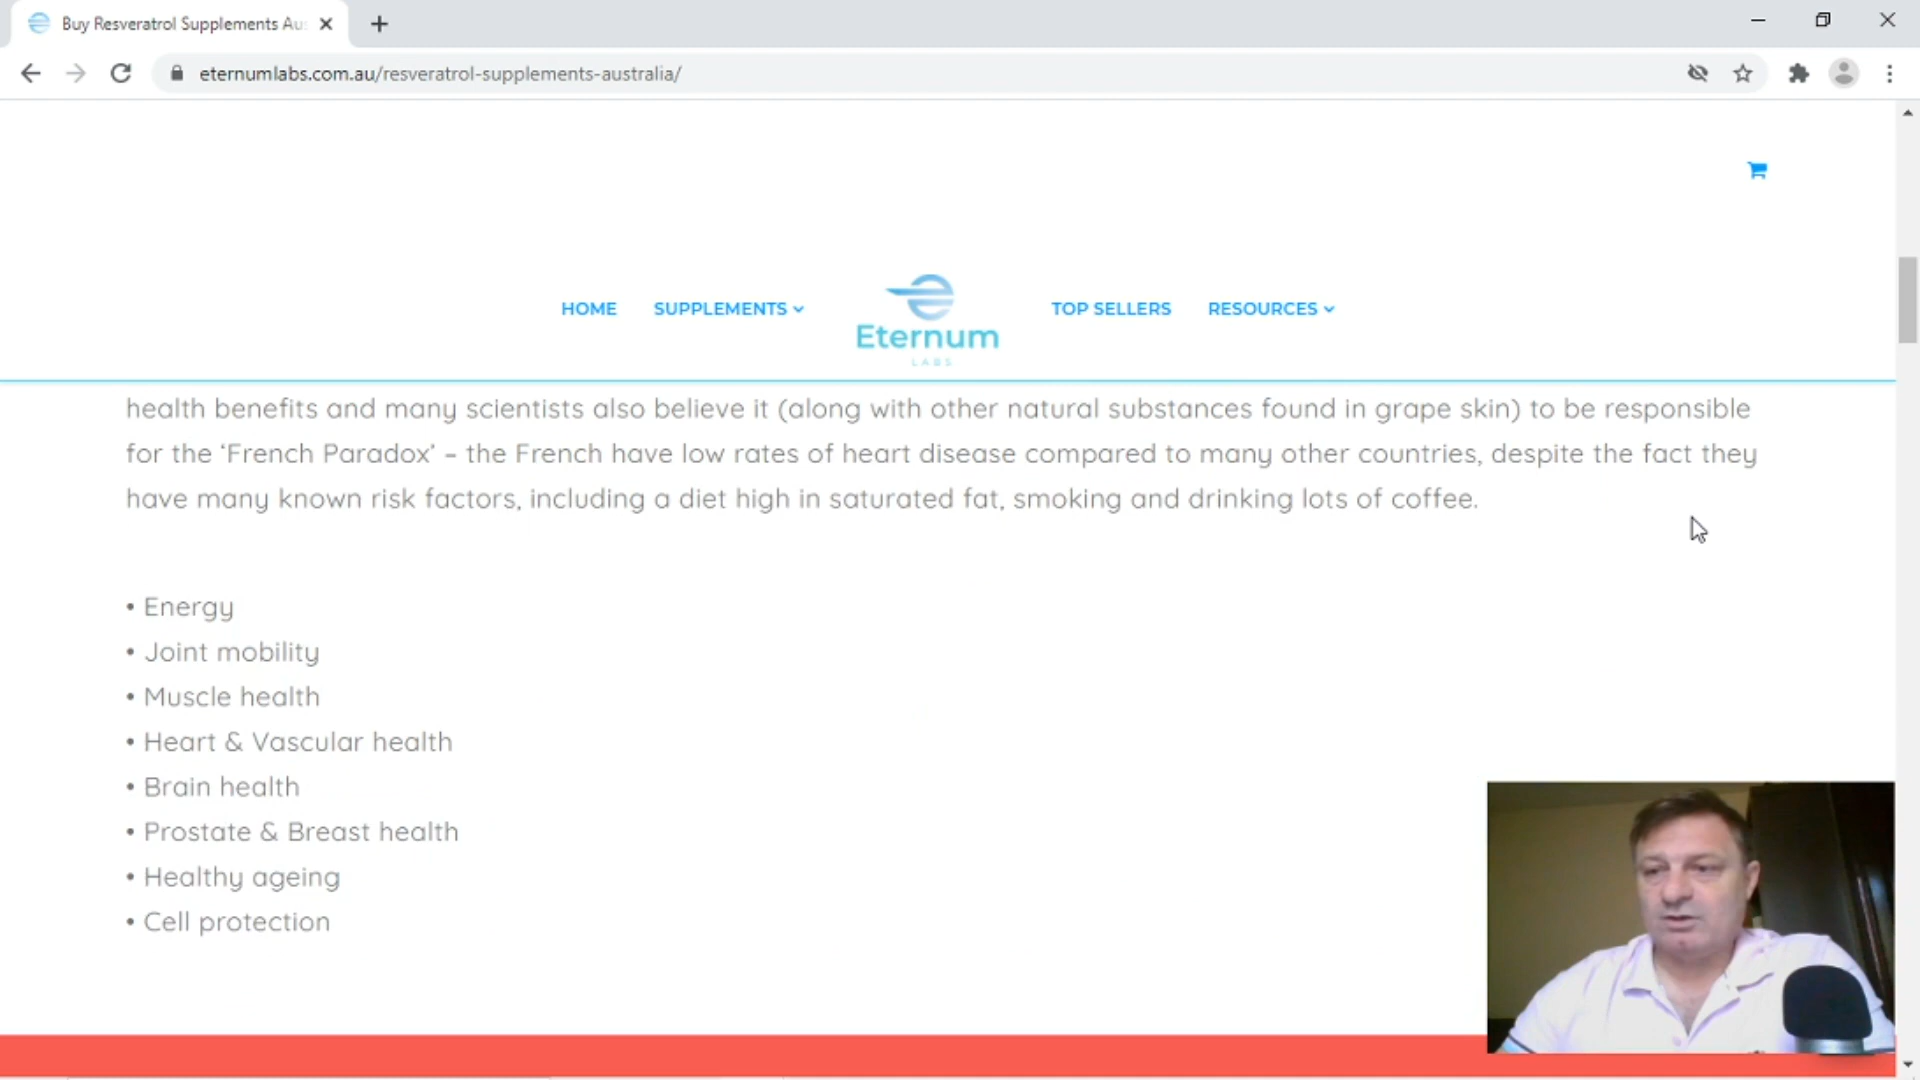 Buy Resveratrol Supplements Au
eternumlabs.com.au/resveratrol-supplements-australia/
HOME SUPPLEMENTS TOP SELLERS RESOURCES
Eternum
LABS
health benefits and many scientists also believe it (along with other natural substances found in grape skin) to be responsible
for the ‘French Paradox’ – the French have low rates of heart disease compared to many other countries, despite the fact they
have many known risk factors, including a diet high in saturated fat, smoking and drinking lots of coffee.
• Energy
• Joint mobility
• Muscle health
• Heart & Vascular health
• Brain health
• Prostate & Breast health
• Healthy ageing
• Cell protection